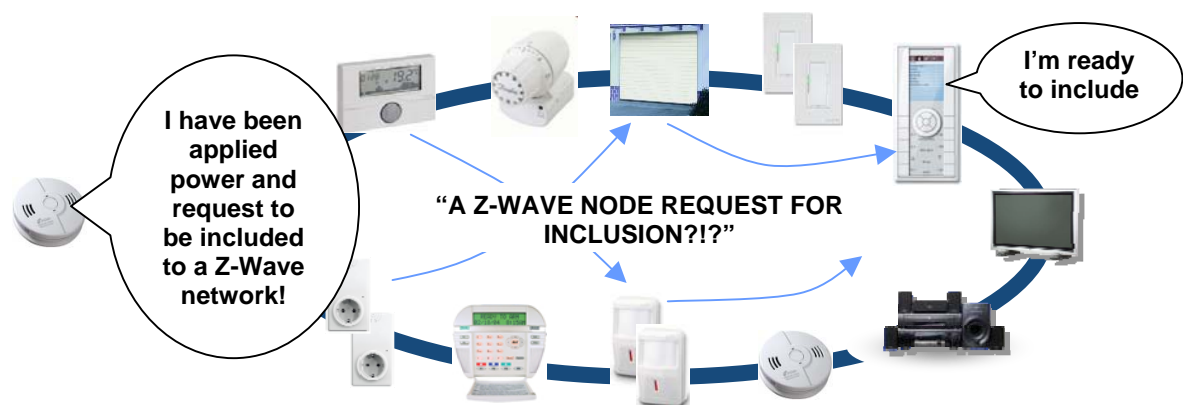 I have been
applied
power and
request to
be included
to a Z-Wave
network!
I'm ready
to include
“A Z-WAVE NODE REQUEST FOR
INCLUSION?!?”